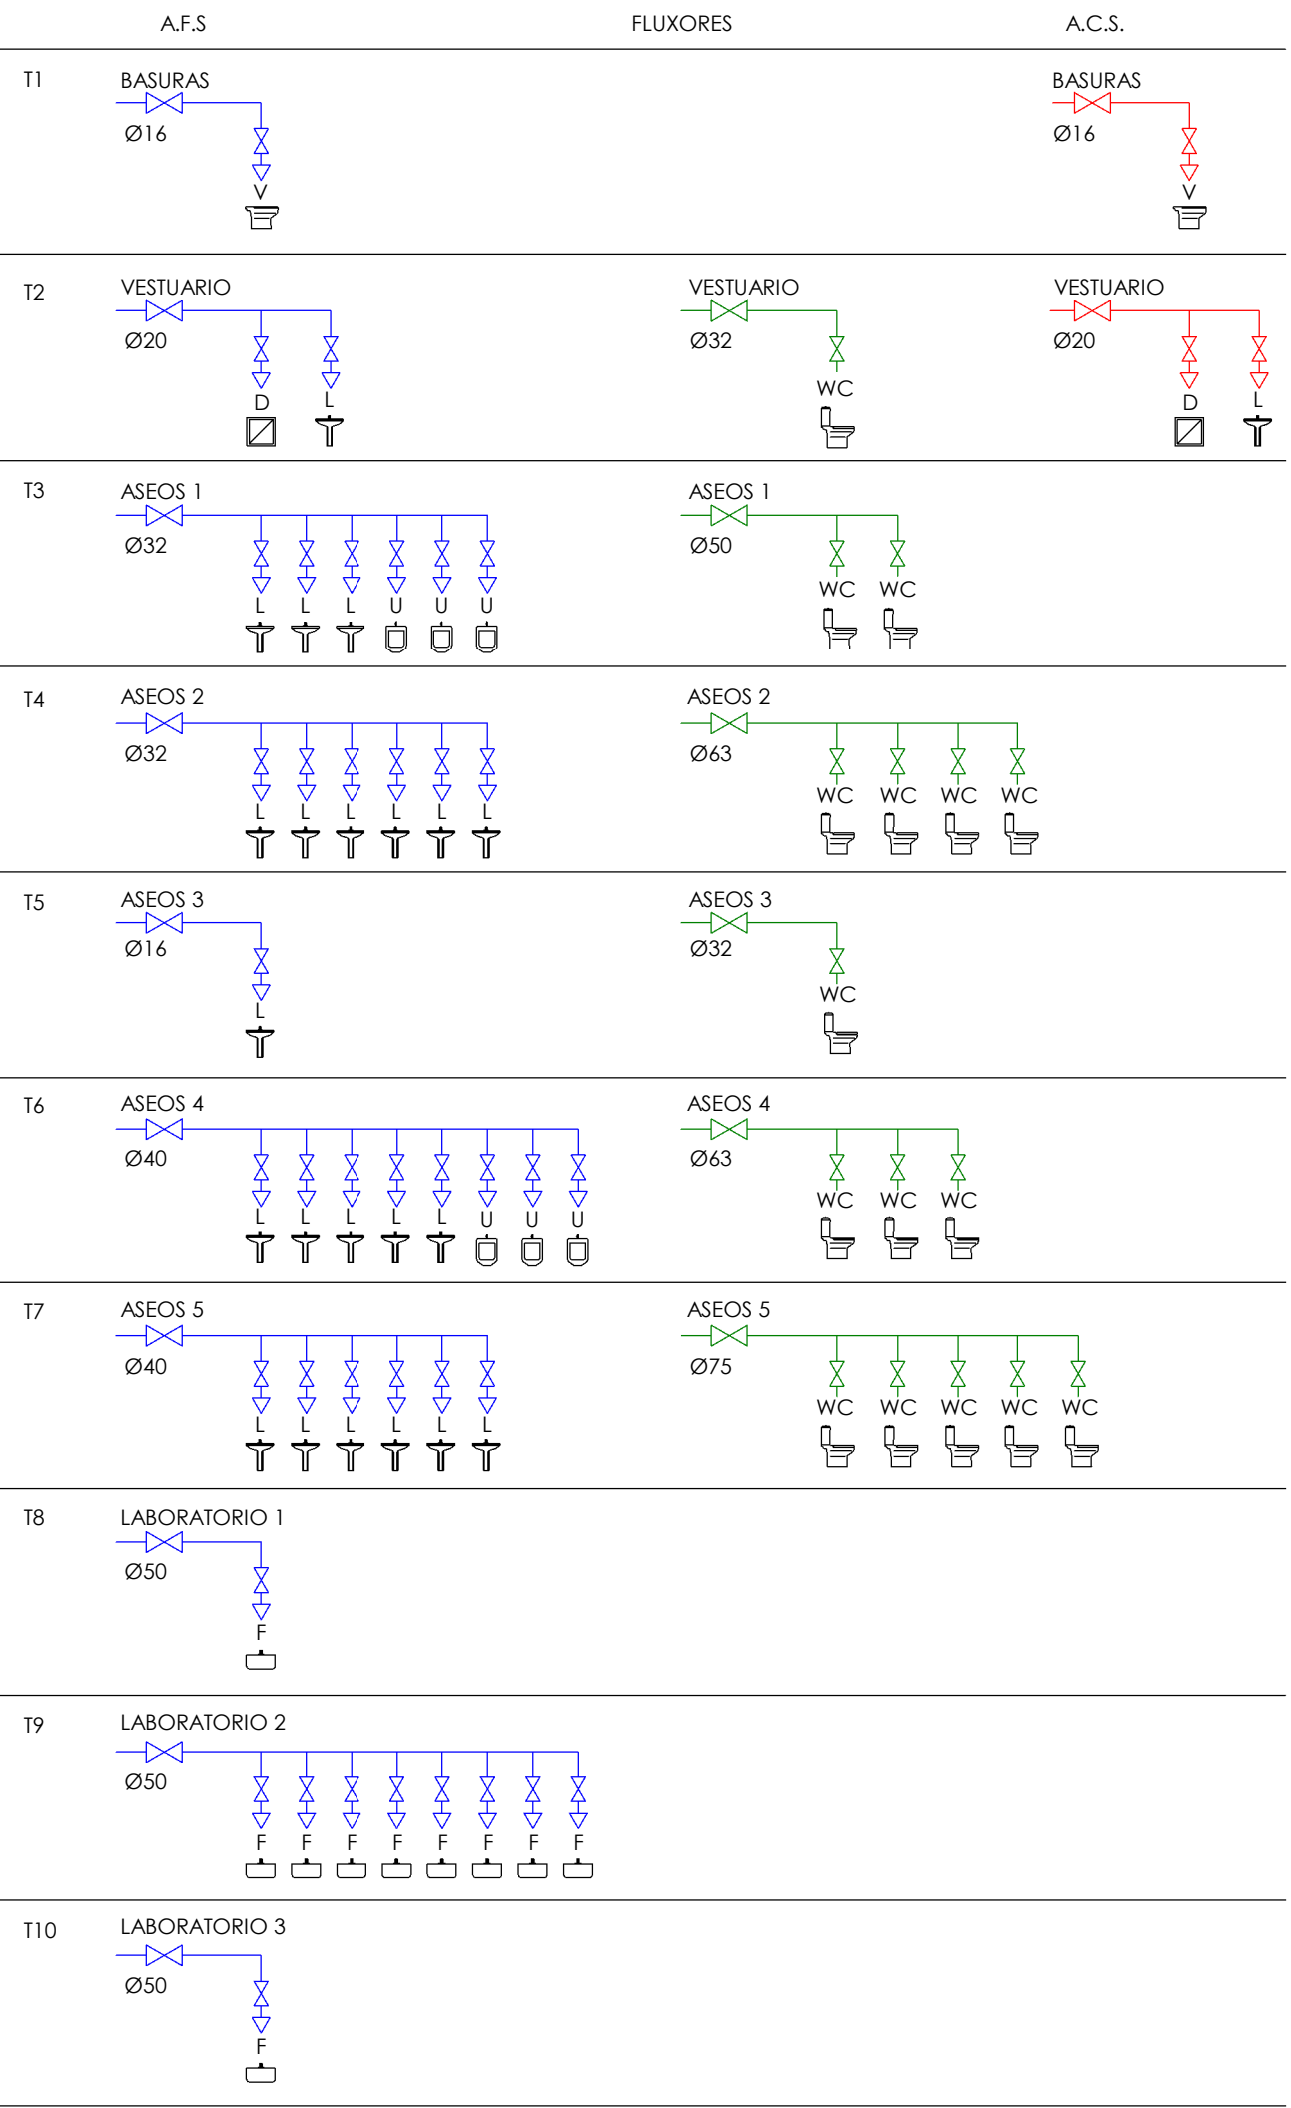 A.F.S FLUXORES A.C.S.
T1 BASURAS BASURAS
Ø16 Ø16
V V
T2 VESTUARIO VESTUARIO VESTUARIO
Ø20 Ø32 Ø20
D L WC D L
T3 ASEOS 1 ASEOS 1
Ø32 Ø50
L L L U U U WC WC
T4 ASEOS 2 ASEOS 2
Ø32 Ø63
L L L L L L WC WC WC WC
T5 ASEOS 3 ASEOS 3
Ø16 Ø32
L WC
T6 ASEOS 4 ASEOS 4
Ø40 Ø63
L L L L L U U U WC WC WC
T7 ASEOS 5 ASEOS 5
Ø40 Ø75
L L L L L L WC WC WC WC WC
T8 LABORATORIO 1
Ø50
F
T9 LABORATORIO 2
Ø50
F F F F F F F F
T10 LABORATORIO 3
Ø50
F